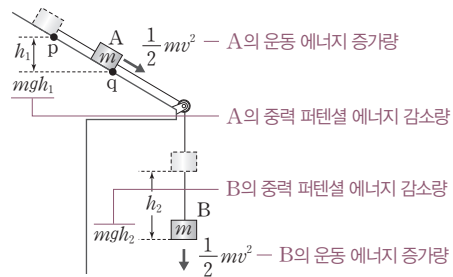 A
1/2 mv² — A의 운동 에너지 증가량
h₁
p
m
q
mgh₁
A의 중력 퍼텐셜 에너지 감소량
B의 중력 퍼텐셜 에너지 감소량
h₂
B
m
mgh₂
1/2 mv² — B의 운동 에너지 증가량